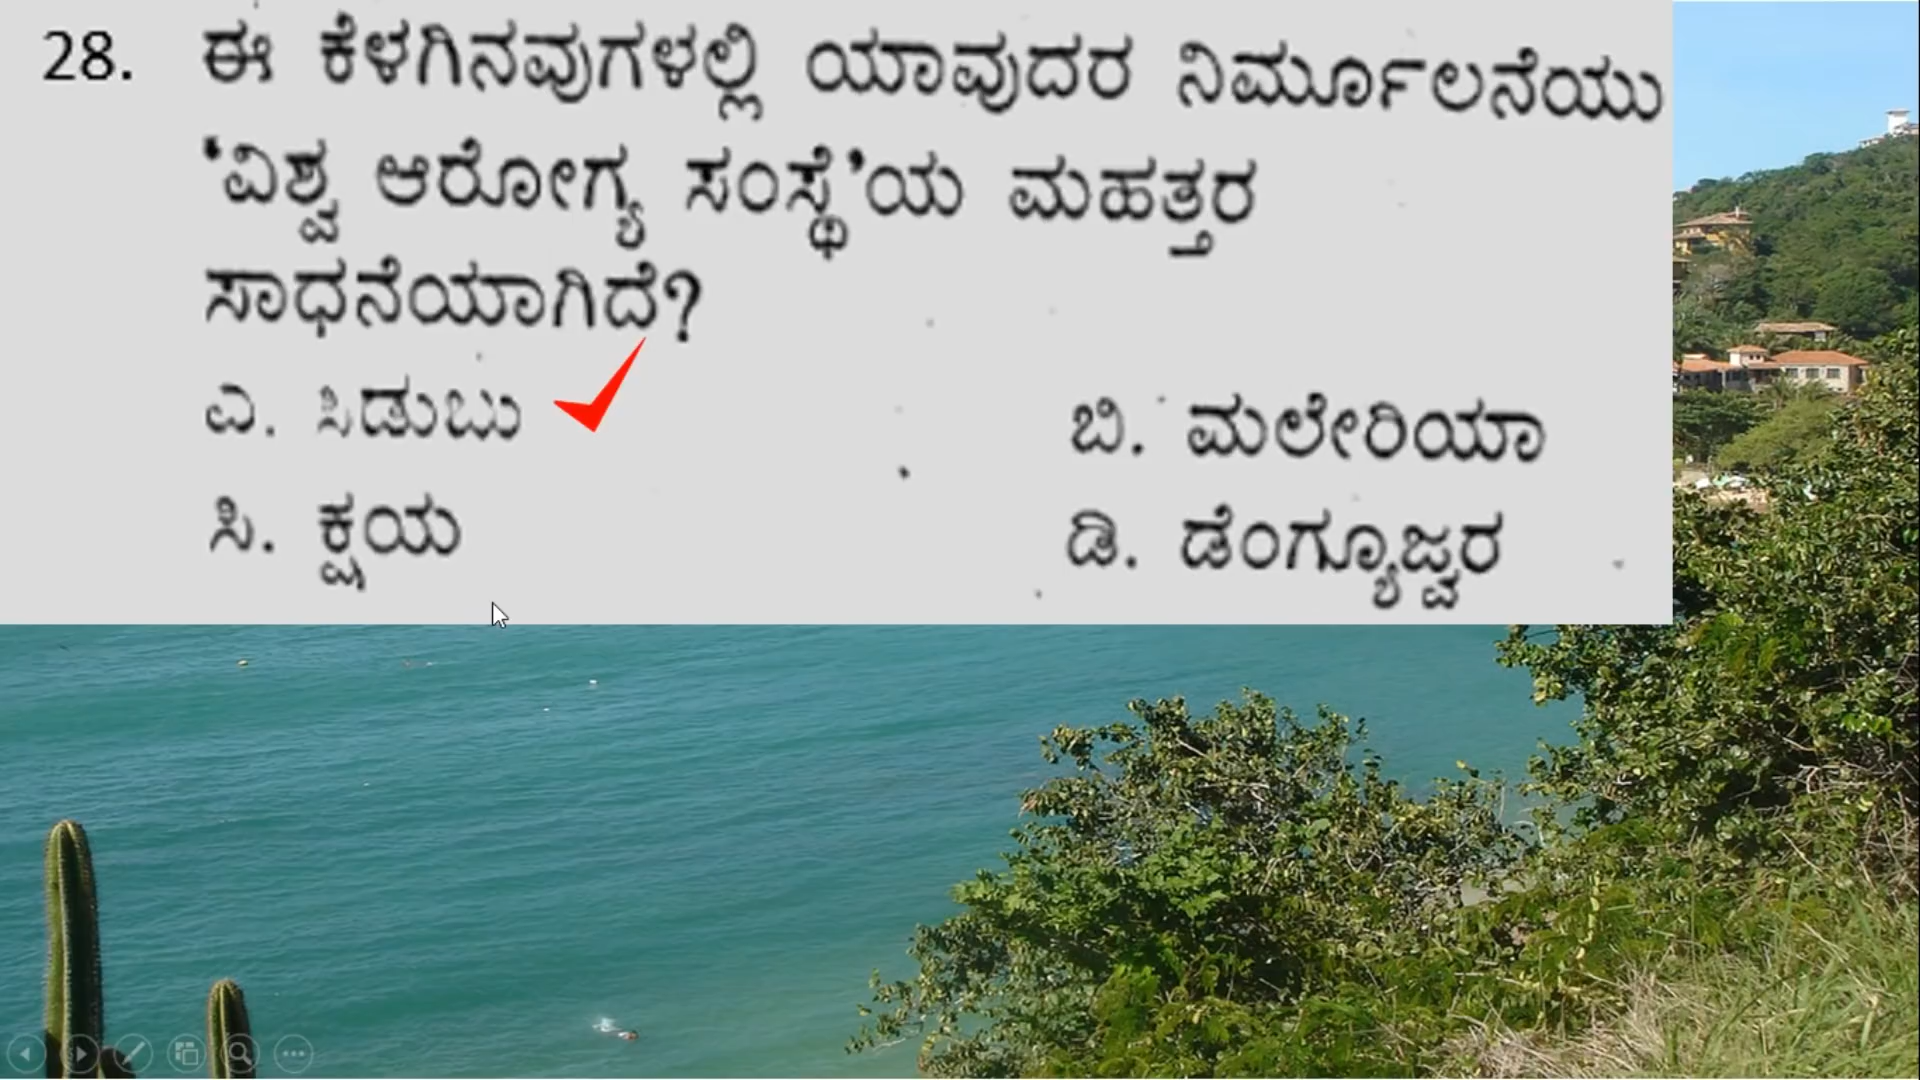 28. ಈ ಕೆಳಗಿನವುಗಳಲ್ಲಿ ಯಾವುದರ ನಿರ್ಮೂಲನೆಯು
‘ವಿಶ್ವ ಆರೋಗ್ಯ ಸಂಸ್ಥೆ’ಯ ಮಹತ್ತರ
ಸಾಧನೆಯಾಗಿದೆ?
ಎ. ಸಿಡುಬು ಬಿ. ಮಲೇರಿಯಾ
ಸಿ. ಕ್ಷಯ ಡಿ. ಡೆಂಗ್ಯೂಜ್ವರ